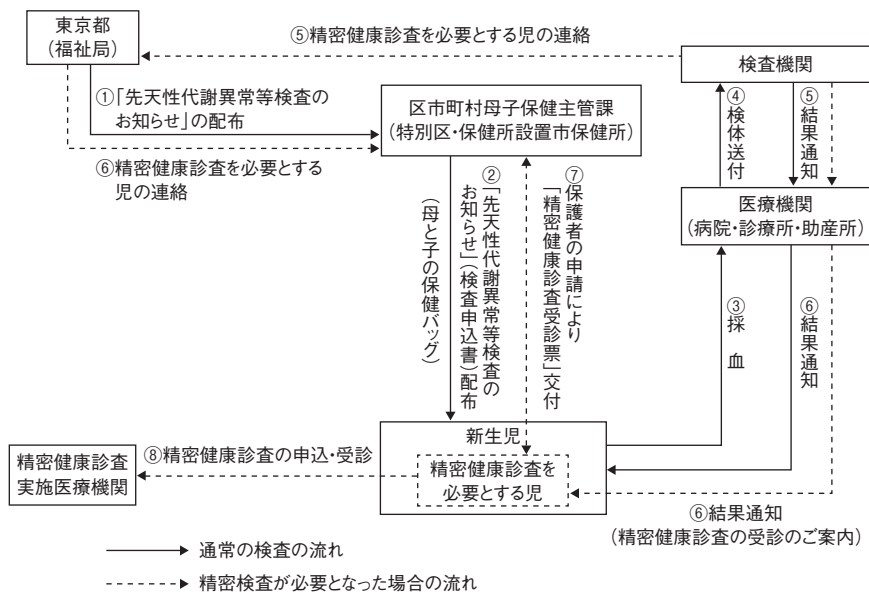 東京都
（福祉局）
⑤精密健康診査を必要とする児の連絡
検査機関
①「先天性代謝異常等検査の
お知らせ」の配布
区市町村母子保健主管課
（特別区・保健所設置市保健所）
⑥精密健康診査を必要とする
児の連絡
④検体送付
⑤結果通知
医療機関
（病院・診療所・助産所）
②「先天性代謝異常等検査の
お知らせ」（検査申込書）配布
（母と子の保健バッグ）
⑦保護者の申請により
「精密健康診査受診票」交付
③採血
⑥結果通知
新生児
精密健康診査を
必要とする児
⑧精密健康診査の申込・受診
精密健康診査
実施医療機関
⑥結果通知
（精密健康診査の受診のご案内）
通常の検査の流れ
精密検査が必要となった場合の流れ